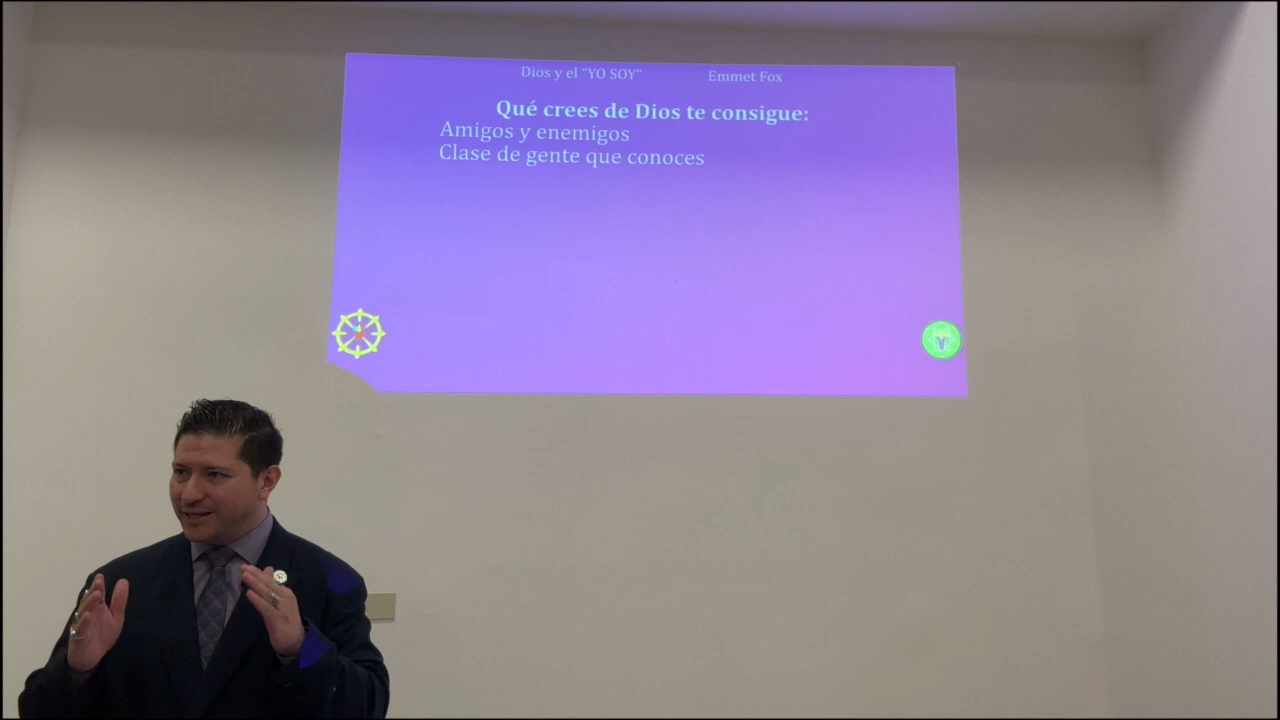 Dios y el "YO SOY" Emmet Fox
Qué crees de Dios te consigue:
Amigos y enemigos
Clase de gente que conoces